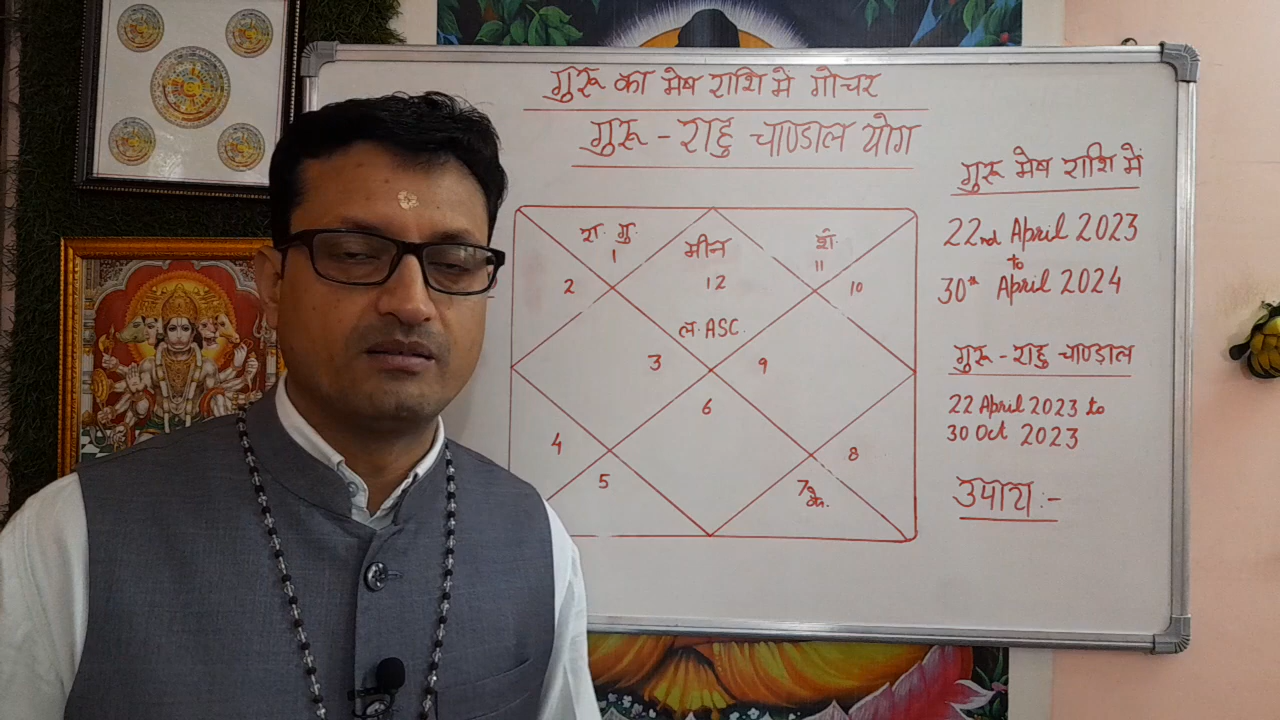 गुरू का मेष राशि मे गोचर
गुरू - राहु चाण्डाल योग
रा. गु.
1
मीन
12
श.
11
2
10
ल. ASC.
3
9
6
4
8
5
7
के.
गुरू मेष राशि में
22nd April 2023
to
30th April 2024
गुरू - राहु चाण्डाल
22 April 2023 to
30 Oct 2023
उपाय :-